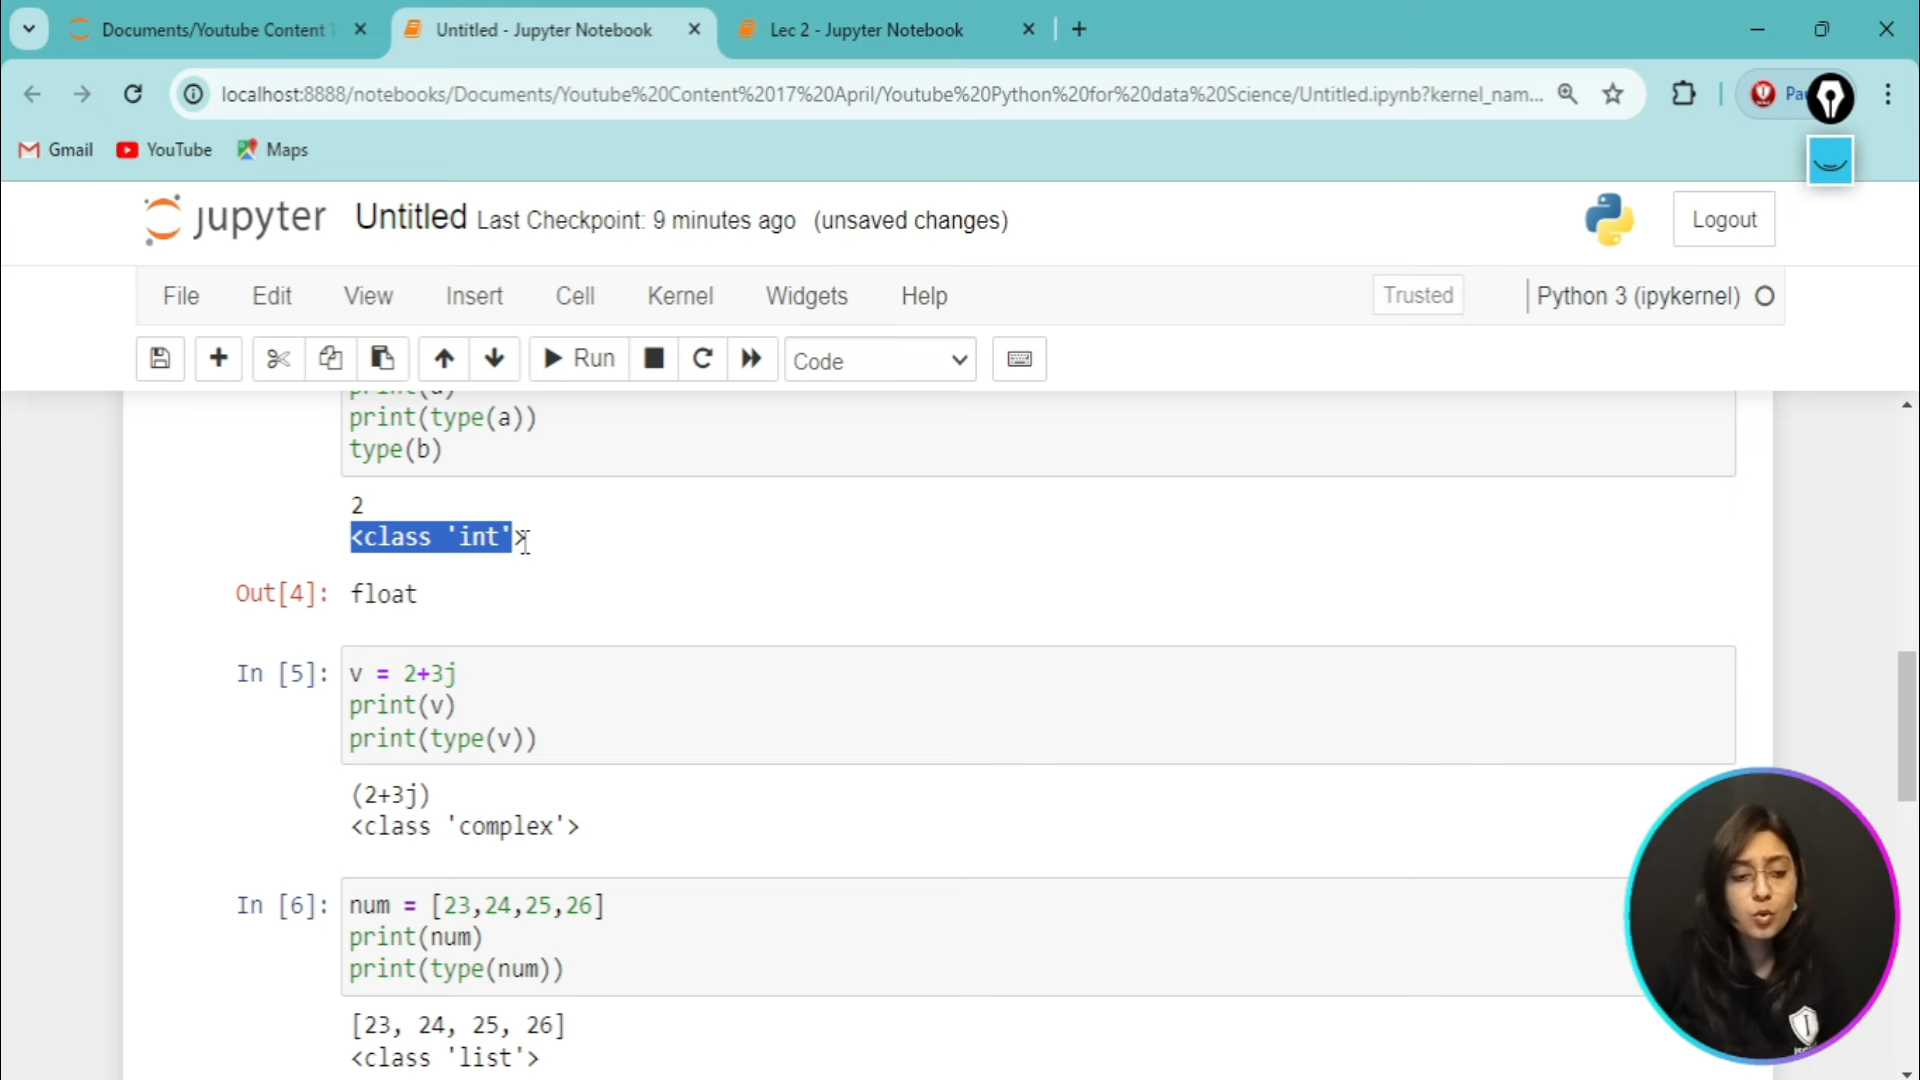 Documents/Youtube Content 1
Untitled - Jupyter Notebook
Lec 2 - Jupyter Notebook
localhost:8888/notebooks/Documents/Youtube%20Content%2017%20April/Youtube%20Python%20for%20data%20Science/Untitled.ipynb?kernel_nam...
Gmail
YouTube
Maps
jupyter Untitled Last Checkpoint: 9 minutes ago (unsaved changes)
Logout
File Edit View Insert Cell Kernel Widgets Help
Trusted
Python 3 (ipykernel)
Run
Code
print(type(a))
type(b)
2
<class 'int'>
Out[4]: float
In [5]: v = 2+3j
print(v)
print(type(v))
(2+3j)
<class 'complex'>
In [6]: num = [23,24,25,26]
print(num)
print(type(num))
[23, 24, 25, 26]
<class 'list'>